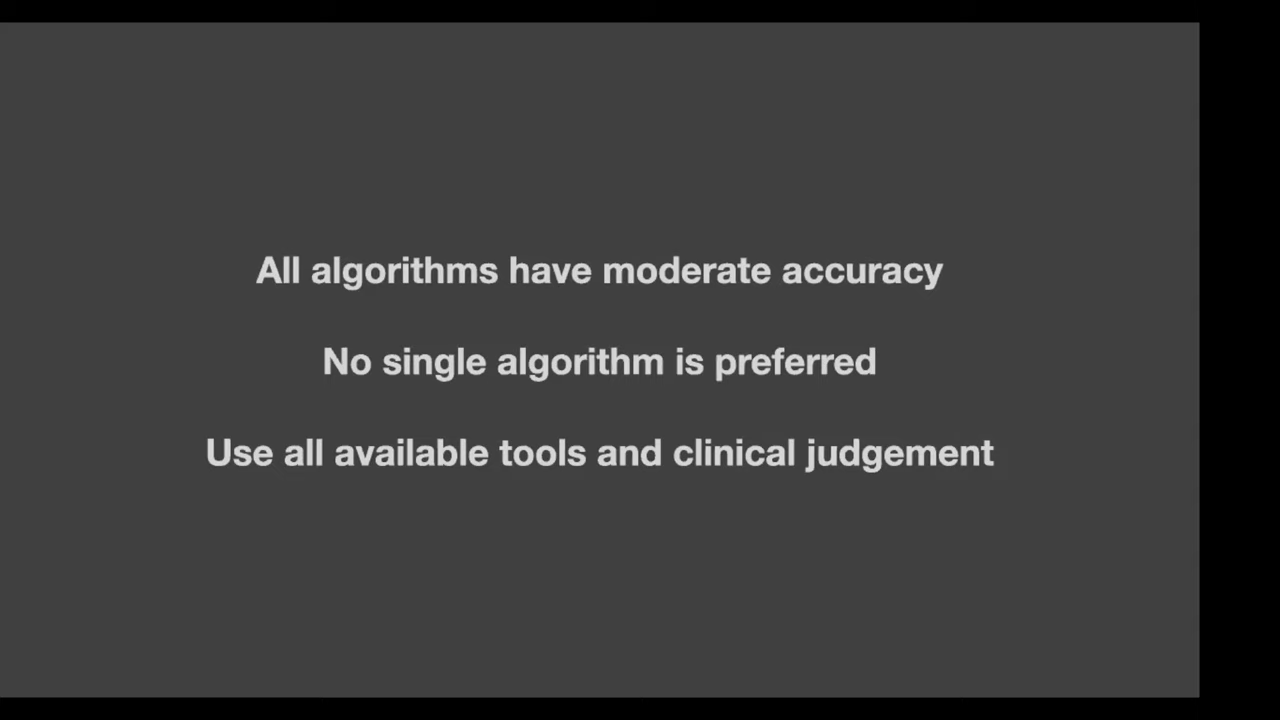 All algorithms have moderate accuracy
No single algorithm is preferred
Use all available tools and clinical judgement